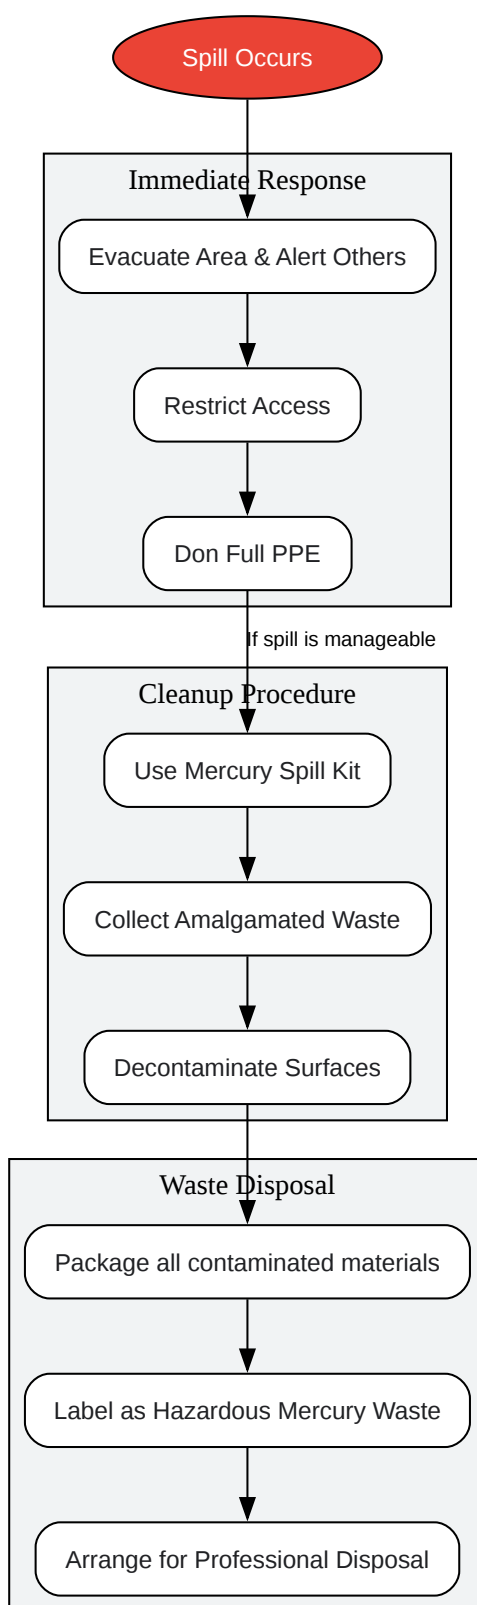 Spill Occurs
Immediate Response
Evacuate Area & Alert Others
Restrict Access
Don Full PPE
If spill is manageable
Cleanup Procedure
Use Mercury Spill Kit
Collect Amalgamated Waste
Decontaminate Surfaces
Waste Disposal
Package all contaminated materials
Label as Hazardous Mercury Waste
Arrange for Professional Disposal